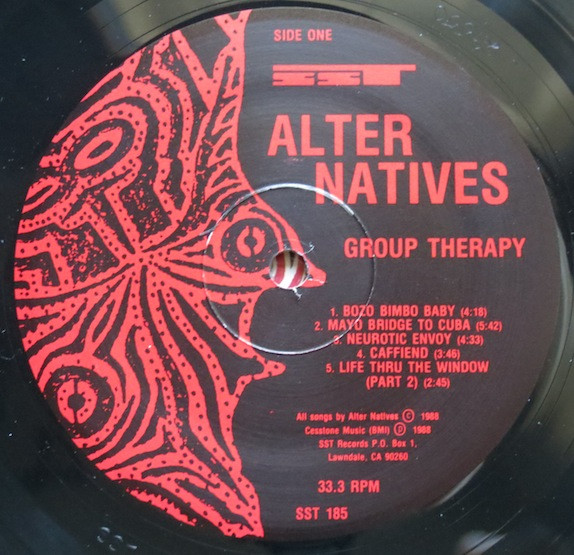 SIDE ONE
SST
ALTER
NATIVES
GROUP THERAPY
1. BOZO BIMBO BABY (4:18)
2. MAYO BRIDGE TO CUBA (5:42)
3. NEUROTIC ENVOY (4:33)
4. CAFFIEND (3:46)
5. LIFE THRU THE WINDOW
(PART 2) (2:45)
All songs by Alter Natives © 1988
Cesstone Music (BMI) ℗ 1988
SST Records P.O. Box 1,
Lawndale, CA 90260
33.3 RPM
SST 185